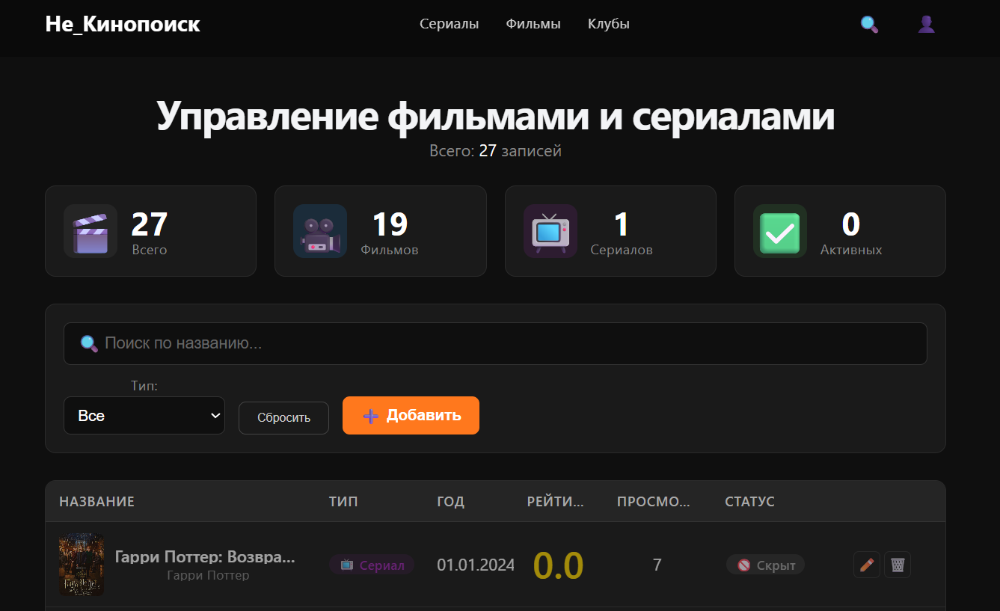 Не_Кинопоиск
Сериалы Фильмы Клубы
Управление фильмами и сериалами
Всего: 27 записей
27
Всего
19
Фильмов
1
Сериалов
0
Активных
Поиск по названию...
Тип:
Все
Сбросить
Добавить
НАЗВАНИЕ ТИП ГОД РЕЙТИ... ПРОСМО... СТАТУС
Гарри Поттер: Возвра...
Гарри Поттер
Сериал
01.01.2024
0.0
7
Скрыт